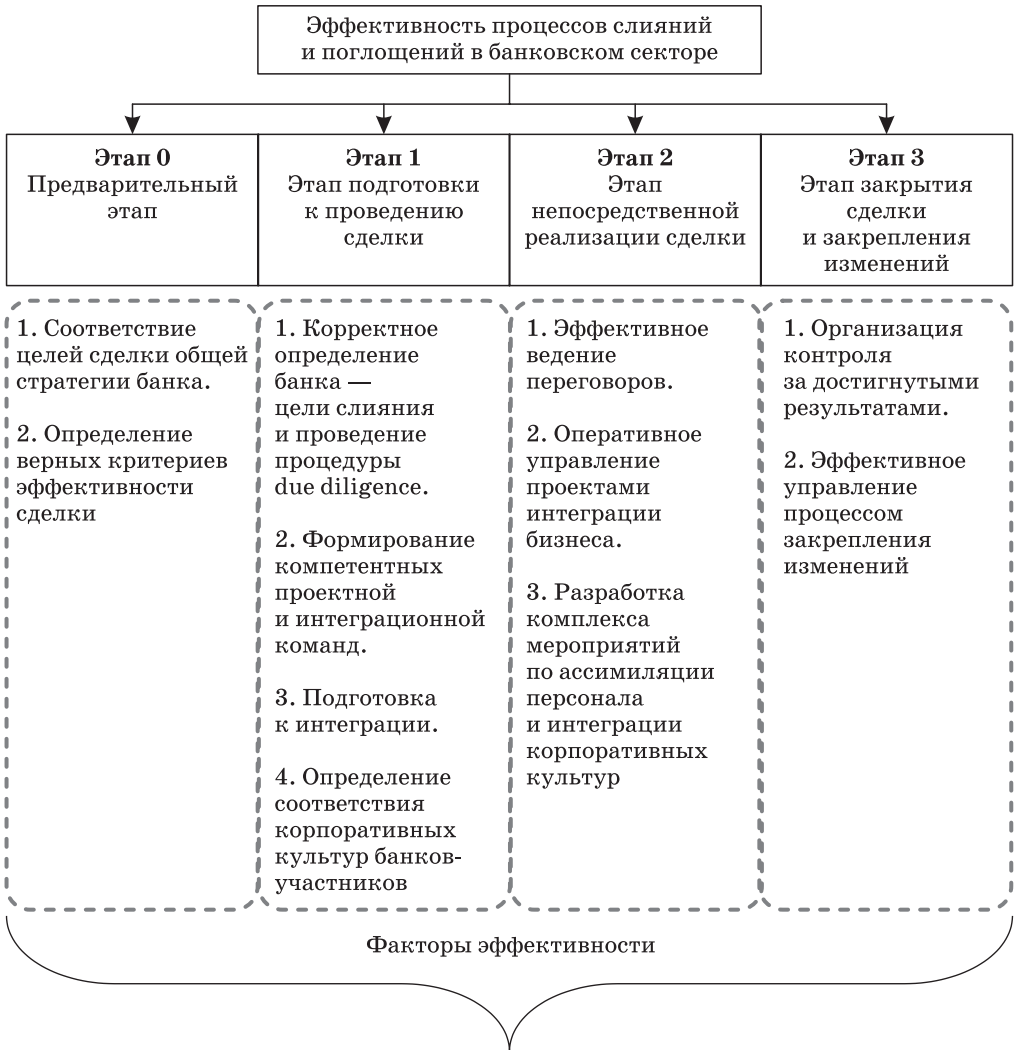 Эффективность процессов слияний
и поглощений в банковском секторе
Этап 0
Предварительный
этап
Этап 1
Этап подготовки
к проведению
сделки
Этап 2
Этап
непосредственной
реализации сделки
Этап 3
Этап закрытия
сделки
и закрепления
изменений
1. Соответствие
целей сделки общей
стратегии банка.
2. Определение
верных критериев
эффективности
сделки
1. Корректное
определение
банка —
цели слияния
и проведение
процедуры
due diligence.
2. Формирование
компетентных
проектной
и интеграционной
команд.
3. Подготовка
к интеграции.
4. Определение
соответствия
корпоративных
культур банков-
участников
1. Эффективное
ведение
переговоров.
2. Оперативное
управление
проектами
интеграции
бизнеса.
3. Разработка
комплекса
мероприятий
по ассимиляции
персонала
и интеграции
корпоративных
культур
1. Организация
контроля
за достигнутыми
результатами.
2. Эффективное
управление
процессом
закрепления
изменений
Факторы эффективности